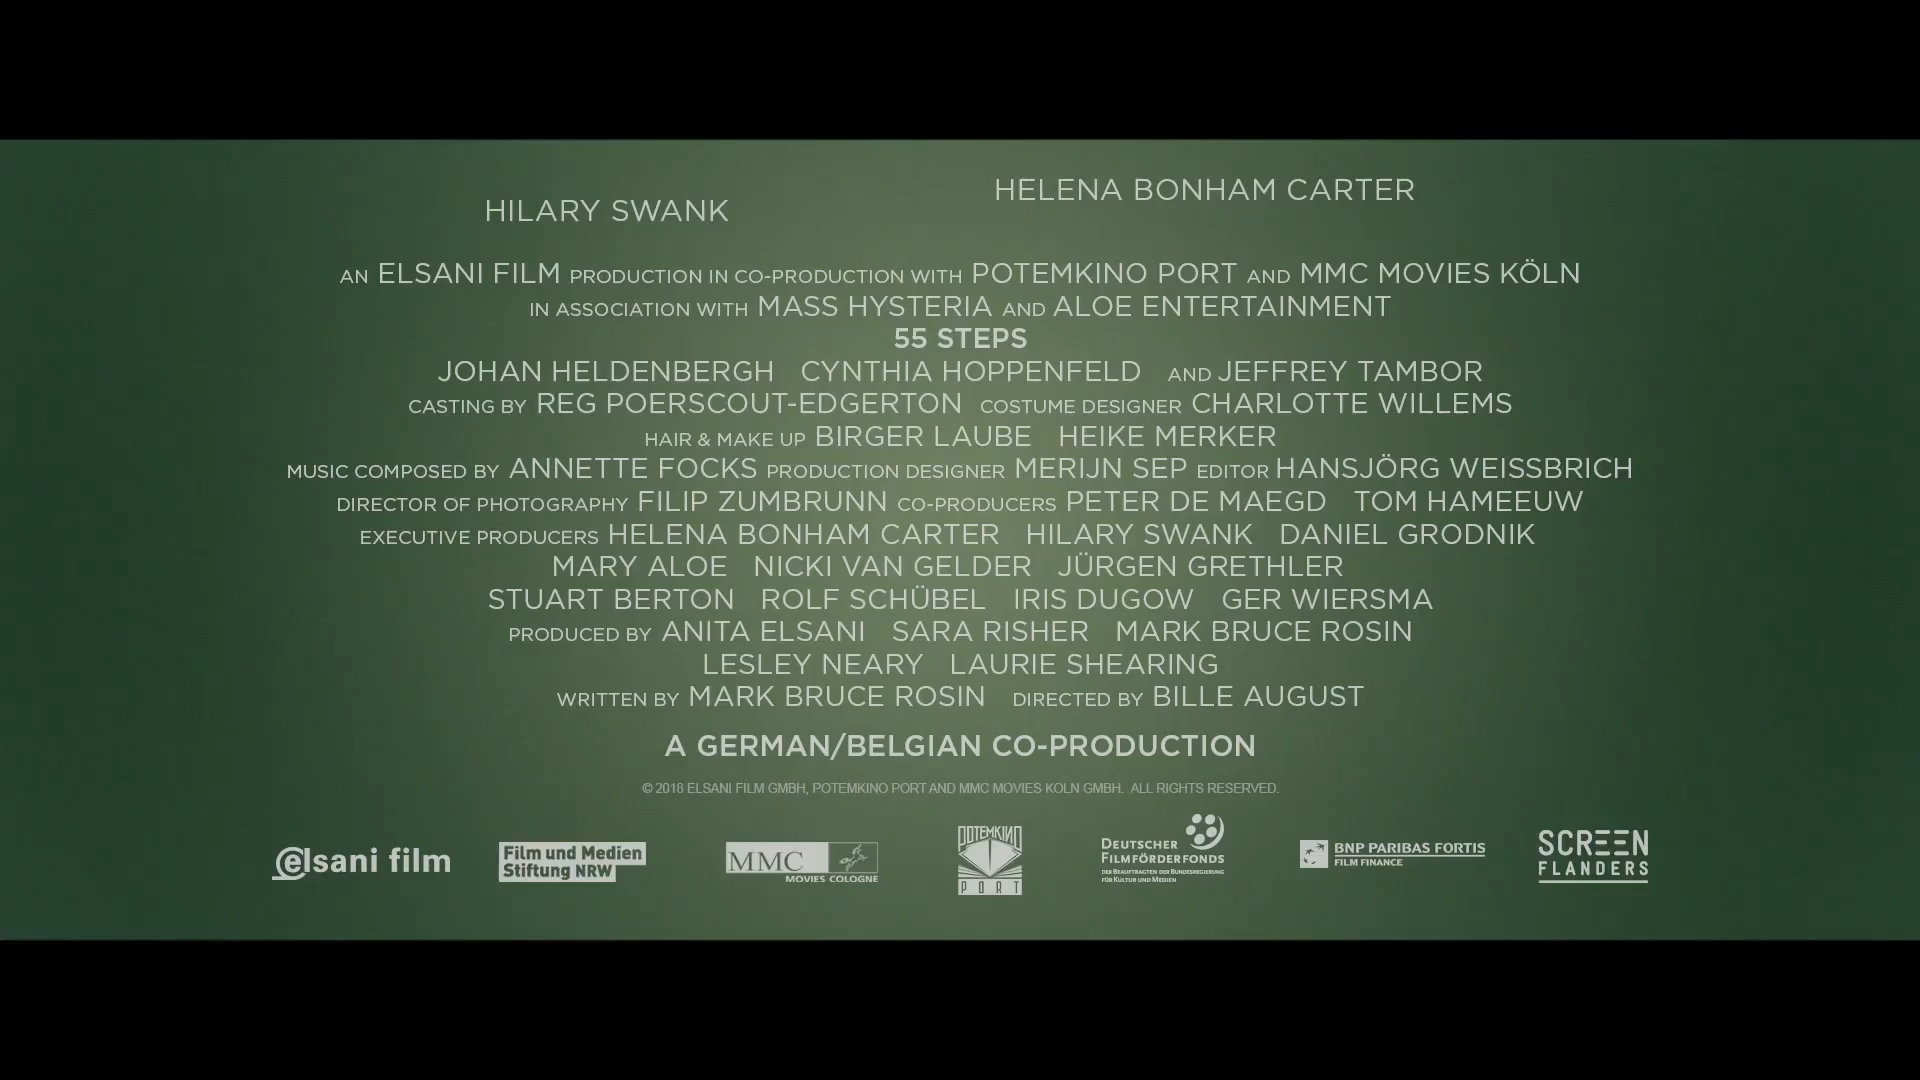 HILARY SWANK
HELENA BONHAM CARTER
AN ELSANI FILM PRODUCTION IN CO-PRODUCTION WITH POTEMKINO PORT AND MMC MOVIES KÖLN
IN ASSOCIATION WITH MASS HYSTERIA AND ALOE ENTERTAINMENT
55 STEPS
JOHAN HELDENBERGH CYNTHIA HOPPENFELD AND JEFFREY TAMBOR
CASTING BY REG POERSCOUT-EDGERTON COSTUME DESIGNER CHARLOTTE WILLEMS
HAIR & MAKE UP BIRGER LAUBE HEIKE MERKER
MUSIC COMPOSED BY ANNETTE FOCKS PRODUCTION DESIGNER MERIJN SEP EDITOR HANSJÖRG WEISSBRICH
DIRECTOR OF PHOTOGRAPHY FILIP ZUMBRUNN CO-PRODUCERS PETER DE MAEGD TOM HAMEEUW
EXECUTIVE PRODUCERS HELENA BONHAM CARTER HILARY SWANK DANIEL GRODNIK
MARY ALOE NICKI VAN GELDER JÜRGEN GRETHLER
STUART BERTON ROLF SCHÜBEL IRIS DUGOW GER WIERSMA
PRODUCED BY ANITA ELSANI SARA RISHER MARK BRUCE ROSIN
LESLEY NEARY LAURIE SHEARING
WRITTEN BY MARK BRUCE ROSIN DIRECTED BY BILLE AUGUST
A GERMAN/BELGIAN CO-PRODUCTION
© 2018 ELSANI FILM GMBH, POTEMKINO PORT AND MMC MOVIES KOLN GMBH. ALL RIGHTS RESERVED.
elsani film
Film und Medien
Stiftung NRW
MMC
MOVIES COLOGNE
POTEMKINO
PORT
DEUTSCHER
FILMFÖRDERFONDS
DER BEAUFTRAGTEN DER BUNDESREGIERUNG
FÜR KULTUR UND MEDIEN
BNP PARIBAS FORTIS
FILM FINANCE
SCREEN
FLANDERS